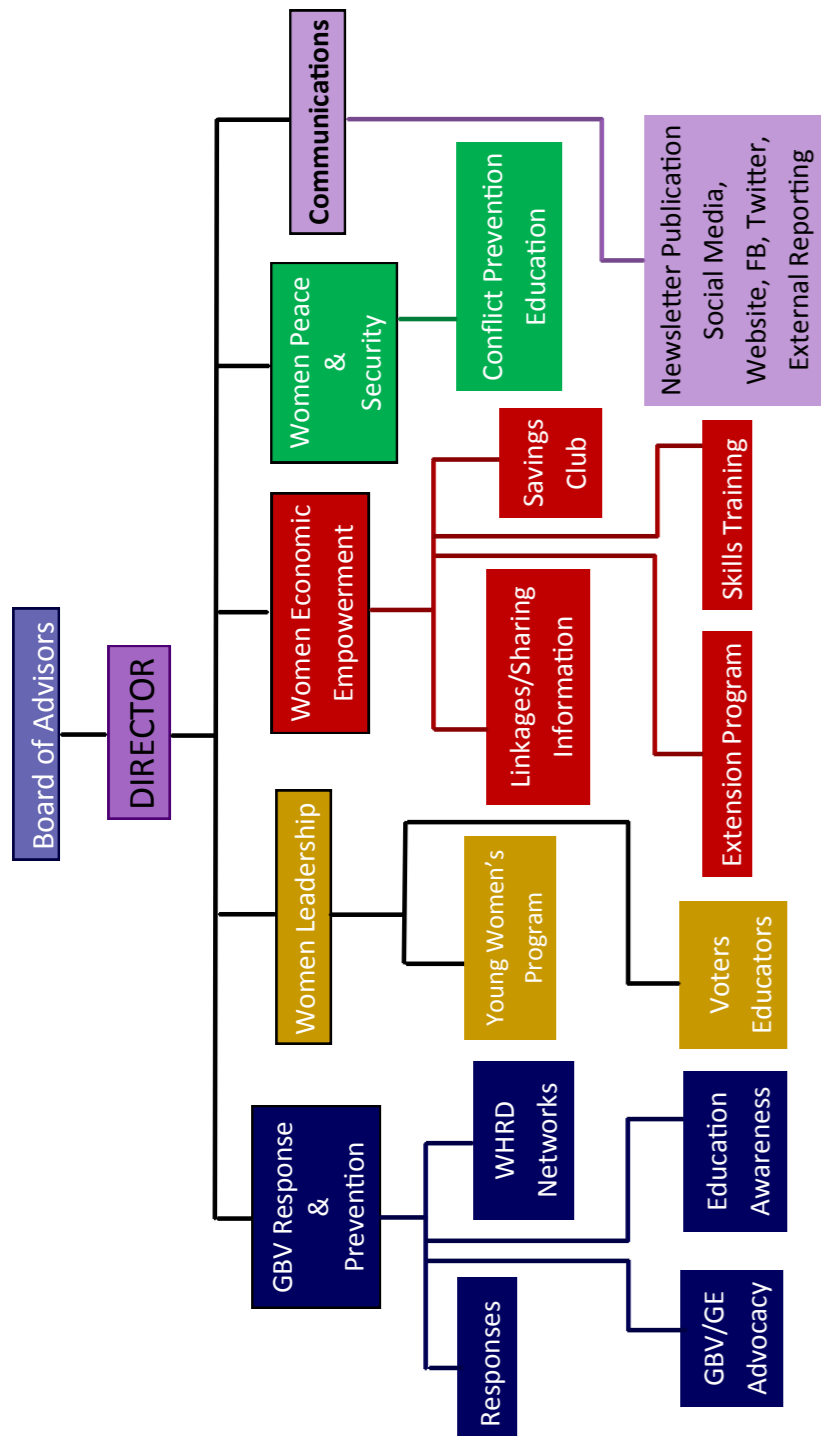 Board of Advisors
DIRECTOR
GBV Response
&
Prevention
Women Leadership
Women Economic
Empowerment
Women Peace
&
Security
Communications
Responses
WHRD
Networks
GBV/GE
Advocacy
Education
Awareness
Young Women’s
Program
Voters
Educators
Linkages/Sharing
Information
Savings
Club
Extension Program
Skills Training
Conflict Prevention
Education
Newsletter Publication
Social Media,
Website, FB, Twitter,
External Reporting